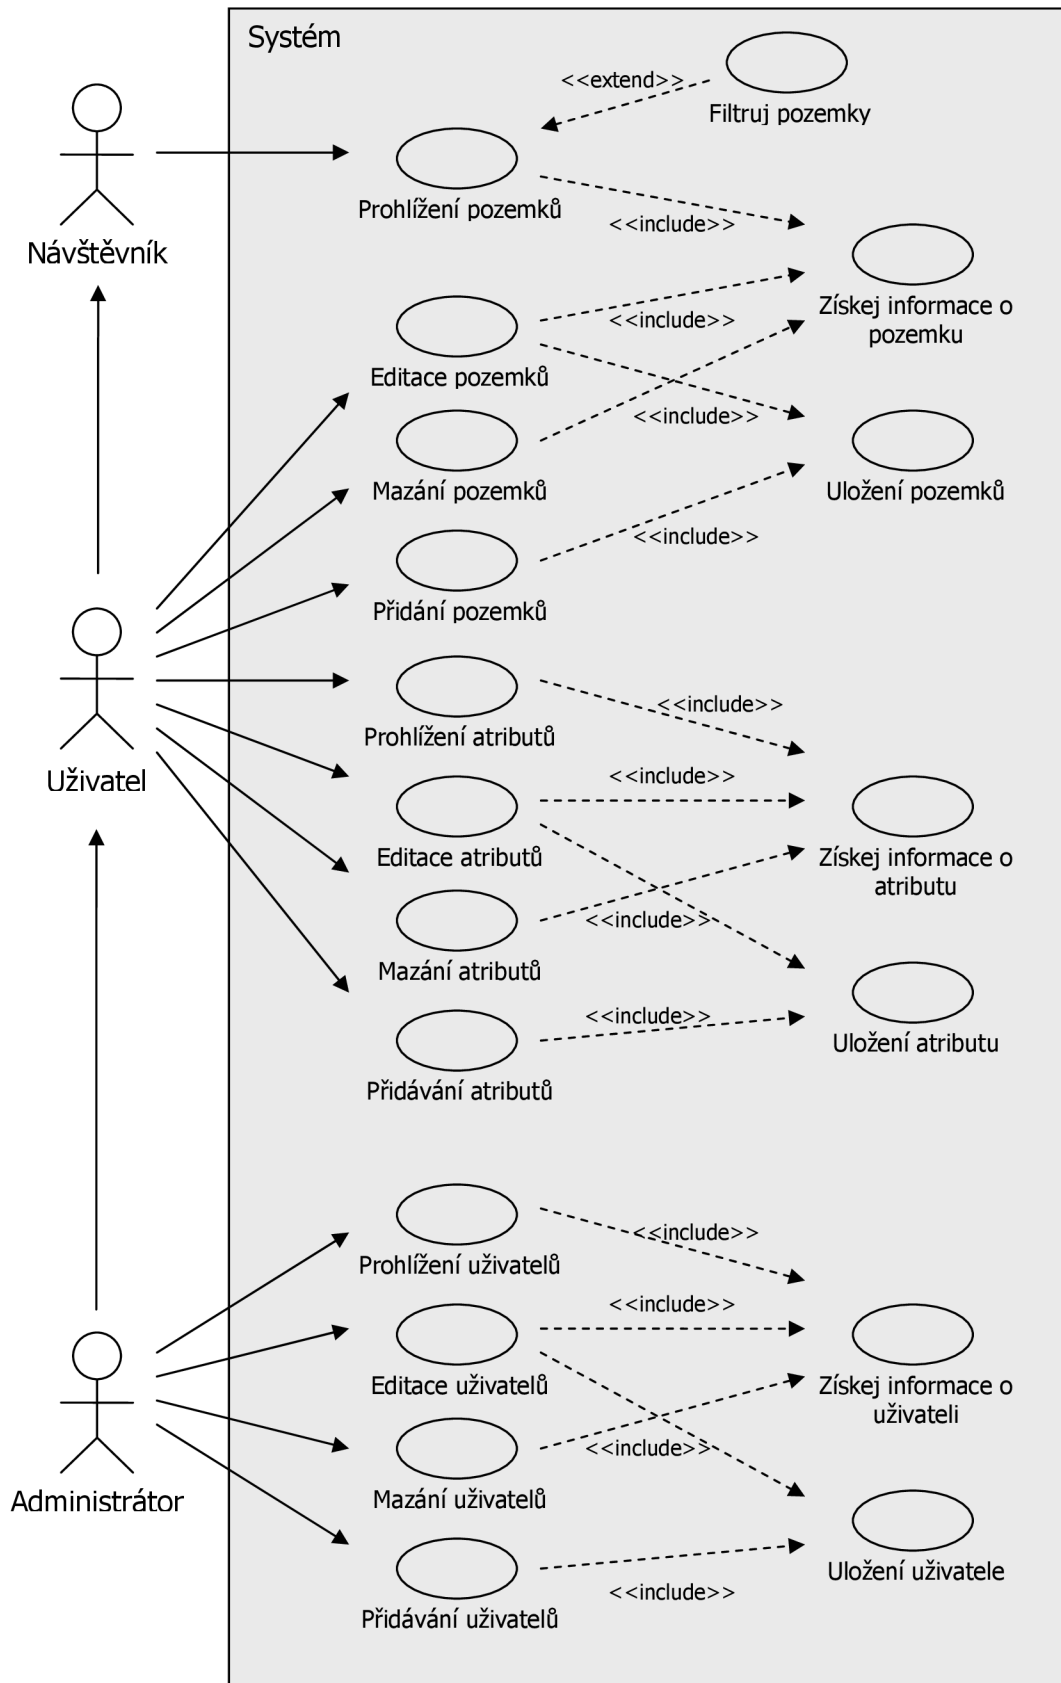 Systém
<<extend>>
Filtruj pozemky
Prohlížení pozemků
<<include>>
Návštěvník
Získej informace o
pozemku
<<include>>
Editace pozemků
<<include>>
Mazání pozemků
Uložení pozemků
<<include>>
Přidání pozemků
<<include>>
Prohlížení atributů
Uživatel
<<include>>
Editace atributů
Získej informace o
atributu
<<include>>
Mazání atributů
<<include>>
Uložení atributu
Přidávání atributů
<<include>>
Prohlížení uživatelů
<<include>>
Editace uživatelů
Získej informace o
uživateli
<<include>>
Mazání uživatelů
Administrátor
Uložení uživatele
<<include>>
Přidávání uživatelů